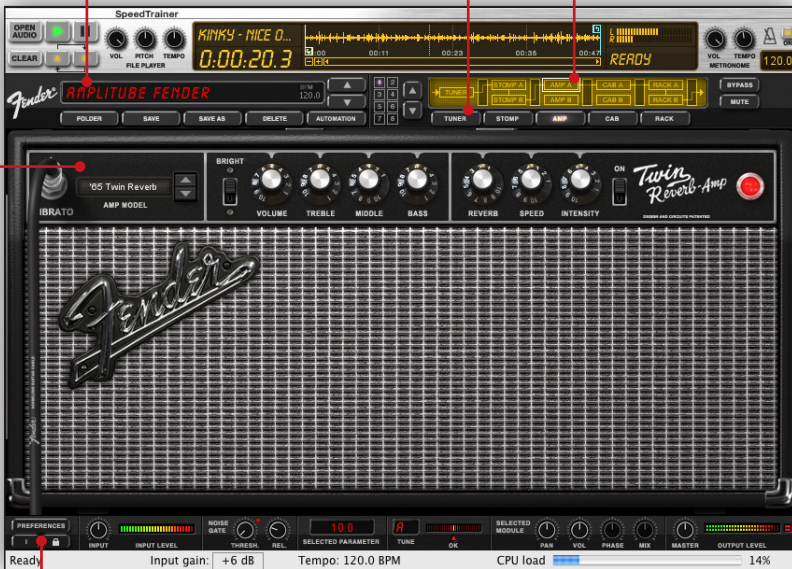 SpeedTrainer
OPEN AUDIO
CLEAR
VOL PITCH TEMPO
FILE PLAYER
KINKY - NICE O...
0:00:20.3
:00 00:11 00:23 00:35 00:47
L
R
READY
VOL TEMPO
METRONOME
ON
120.0
Fender
AMPLITUBE FENDER
BPM
120.0
1 2
3 4
5 6
7 8
TUNER STOMP A AMP A CAB A RACK A
STOMP B AMP B CAB B RACK B
BYPASS
MUTE
FOLDER SAVE SAVE AS DELETE AUTOMATION
TUNER STOMP AMP CAB RACK
IBRATO
'65 Twin Reverb
AMP MODEL
BRIGHT
VOLUME TREBLE MIDDLE BASS
REVERB SPEED INTENSITY
ON
Twin Reverb-Amp
DESIGN AND CIRCUITS PATENTED
Fender
PREFERENCES
INPUT INPUT LEVEL
NOISE GATE
THRESH. REL.
10.0
SELECTED PARAMETER
A
TUNE OK
SELECTED MODULE
PAN VOL PHASE MIX
MASTER OUTPUT LEVEL
Ready Input gain: +6 dB Tempo: 120.0 BPM CPU load 14%